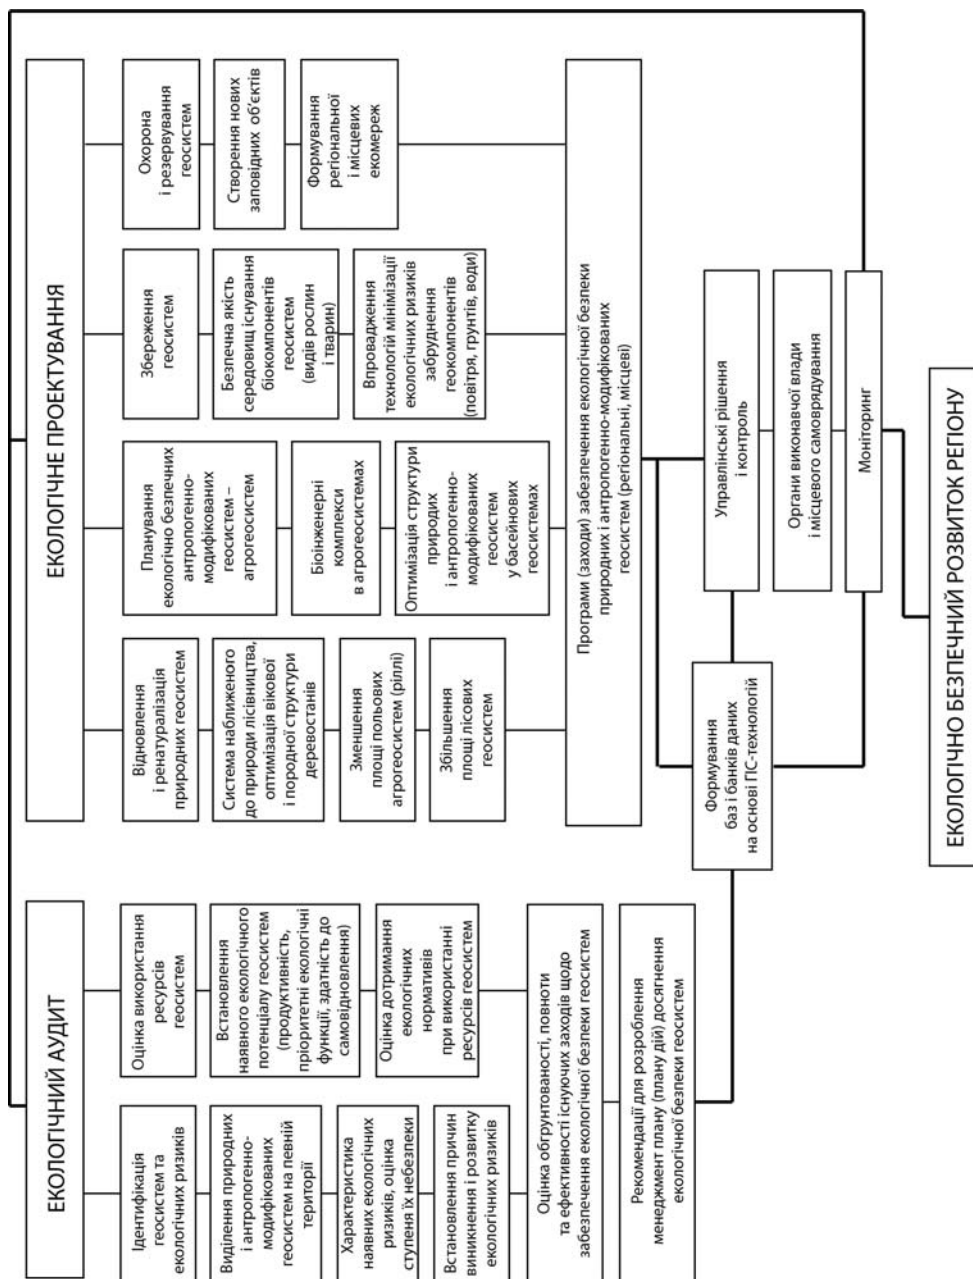 ЕКОЛОГІЧНИЙ АУДИТ
Ідентифікація
геосистем та
екологічних ризиків
Виділення природних
і антропогенно-
модифікованих
геосистем на певній
території
Характеристика
наявних екологічних
ризиків, оцінка
ступеня їх небезпеки
Встановлення причин
виникнення і розвитку
екологічних ризиків
Оцінка використання
ресурсів
геосистем
Встановлення
наявного екологічного
потенціалу геосистем
(продуктивність,
пріоритетні екологічні
функції, здатність до
самовідновлення)
Оцінка дотримання
екологічних
нормативів
при використанні
ресурсів геосистем
Оцінка обгрунтованості, повноти
та ефективності існуючих заходів щодо
забезпечення екологічної безпеки геосистем
Рекомендації для розроблення
менеджмент плану (плану дій) досягнення
екологічної безпеки геосистем
ЕКОЛОГІЧНЕ ПРОЕКТУВАННЯ
Відновлення
і ренатуралізація
природних геосистем
Система наближеного
до природи лісівництва,
оптимізація вікової
і породної структури
деревостанів
Зменшення
площі польових
агрогеосистем (ріллі)
Збільшення
площі лісових
геосистем
Планування
екологічно безпечних
антропогенно-
модифікованих
геосистем –
агрогеосистем
Біоінженерні
комплекси
в агрогеосистемах
Оптимізація структури
природих
і антропогенно-
модифікованих
геосистем
у басейнових
геосистемах
Збереження
геосистем
Безпечна якість
середовищ існування
біокомпонентів
геосистем
(видів рослин
і тварин)
Впровадження
технологій мінімізації
екологічних ризиків
забруднення
геокомпонентів
(повітря, грунтів, води)
Охорона
і резервування
геосистем
Створення нових
заповідних об’єктів
Формування
регіональної
і місцевих
екомереж
Програми (заходи) забезпечення екологічної безпеки
природних і антропогенно-модифікованих
геосистем (регіональні, місцеві)
Формування
баз і банків даних
на основі ГІС-технологій
Управлінські рішення
і контроль
Органи виконавчої влади
і місцевого самоврядування
Моніторинг
ЕКОЛОГІЧНО БЕЗПЕЧНИЙ РОЗВИТОК РЕГІОНУ